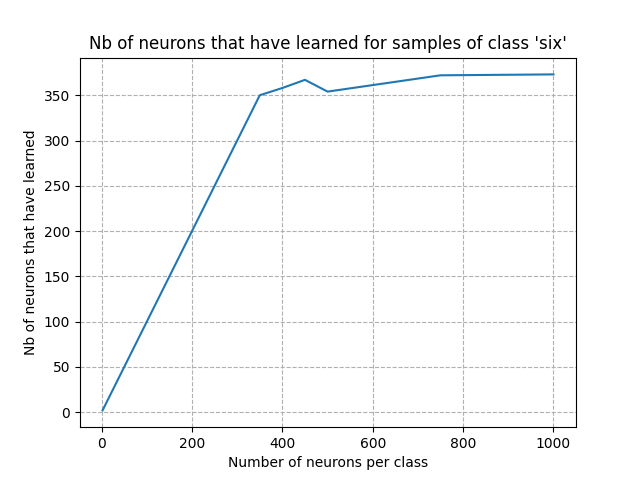 Nb of neurons that have learned for samples of class 'six'
Nb of neurons that have learned
350
300
250
200
150
100
50
0
0 200 400 600 800 1000
Number of neurons per class